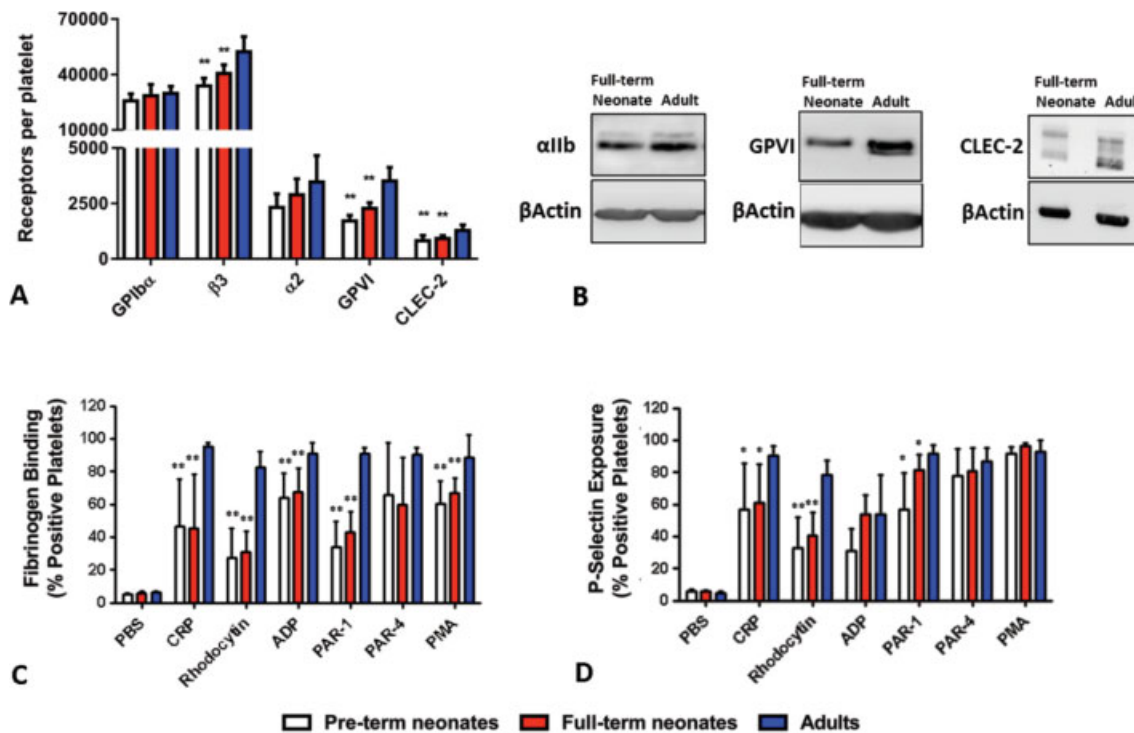 70000
40000
10000
5000
2500
0
Receptors per platelet
** **
** **
** **
GPIbα
β3
α2
GPVI
CLEC-2
A
Full-term
Neonate Adult
αIIb
βActin
Full-term
Neonate Adult
GPVI
βActin
Full-term
Neonate Adult
CLEC-2
βActin
B
120
100
80
60
40
20
0
Fibrinogen Binding
(% Positive Platelets)
** **
** **
** **
** **
** **
PBS
CRP
Rhodocytin
ADP
PAR-1
PAR-4
PMA
C
120
100
80
60
40
20
0
P-Selectin Exposure
(% Positive Platelets)
* *
** **
* *
PBS
CRP
Rhodocytin
ADP
PAR-1
PAR-4
PMA
D
Pre-term neonates Full-term neonates Adults